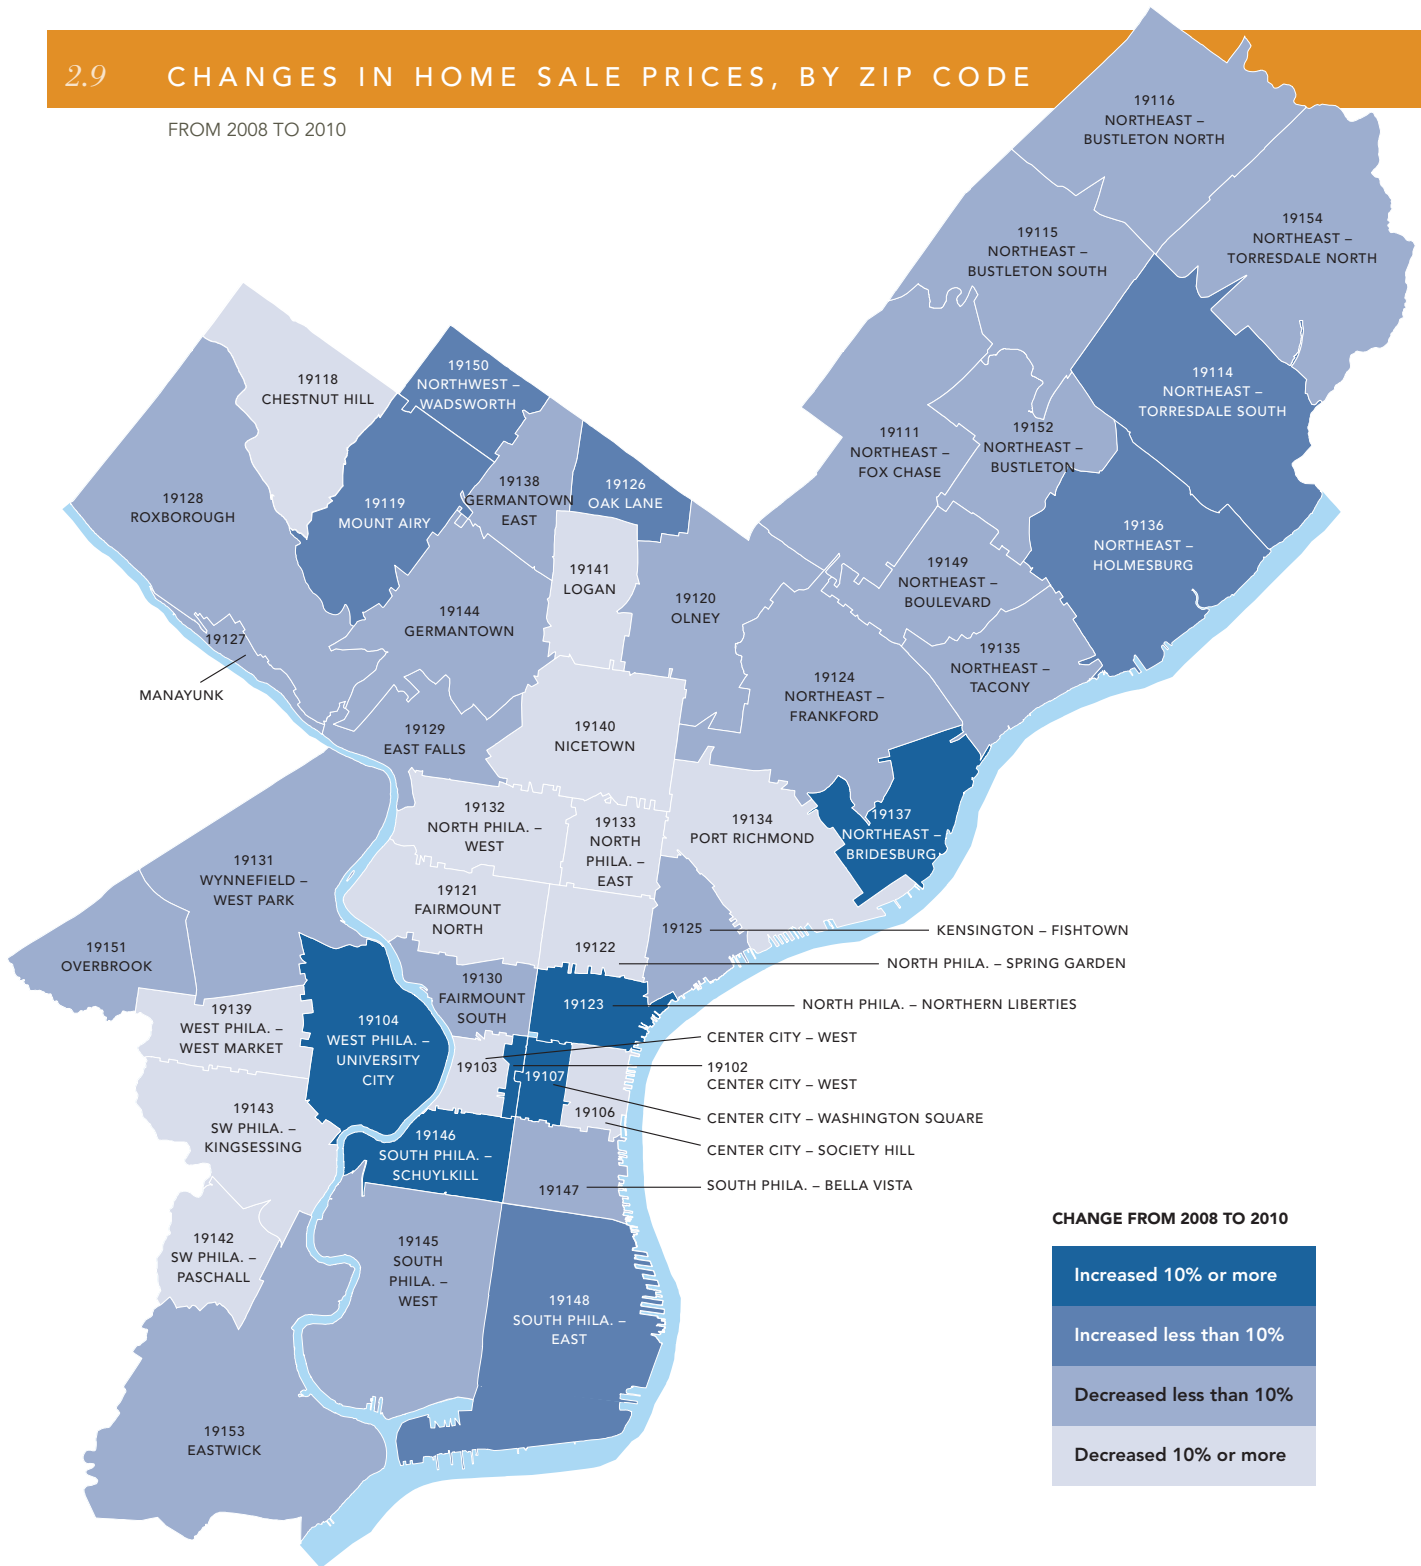 2.9 CHANGES IN HOME SALE PRICES, BY ZIP CODE
FROM 2008 TO 2010
19116
NORTHEAST –
BUSTLETON NORTH
19154
NORTHEAST –
TORRESDALE NORTH
19115
NORTHEAST –
BUSTLETON SOUTH
19114
NORTHEAST –
TORRESDALE SOUTH
19150
NORTHWEST –
WADSWORTH
19118
CHESTNUT HILL
19111
NORTHEAST –
FOX CHASE
19152
NORTHEAST –
BUSTLETON
19128
ROXBOROUGH
19119
MOUNT AIRY
19138
GERMANTOWN
EAST
19126
OAK LANE
19136
NORTHEAST –
HOLMESBURG
19141
LOGAN
19149
NORTHEAST –
BOULEVARD
19144
GERMANTOWN
19120
OLNEY
19127
MANAYUNK
19135
NORTHEAST –
TACONY
19124
NORTHEAST –
FRANKFORD
19129
EAST FALLS
19140
NICETOWN
19132
NORTH PHILA. –
WEST
19133
NORTH
PHILA. –
EAST
19134
PORT RICHMOND
19137
NORTHEAST –
BRIDESBURG
19131
WYNNEFIELD –
WEST PARK
19121
FAIRMOUNT
NORTH
19151
OVERBROOK
19122
19125
KENSINGTON – FISHTOWN
NORTH PHILA. – SPRING GARDEN
19130
FAIRMOUNT
SOUTH
19123
NORTH PHILA. – NORTHERN LIBERTIES
19139
WEST PHILA. –
WEST MARKET
19104
WEST PHILA. –
UNIVERSITY
CITY
19103
CENTER CITY – WEST
19102
CENTER CITY – WEST
19107
CENTER CITY – WASHINGTON SQUARE
19106
CENTER CITY – SOCIETY HILL
19143
SW PHILA. –
KINGSESSING
19146
SOUTH PHILA. –
SCHUYLKILL
19147
SOUTH PHILA. – BELLA VISTA
19142
SW PHILA. –
PASCHALL
19145
SOUTH
PHILA. –
WEST
19148
SOUTH PHILA. –
EAST
19153
EASTWICK
CHANGE FROM 2008 TO 2010
Increased 10% or more
Increased less than 10%
Decreased less than 10%
Decreased 10% or more